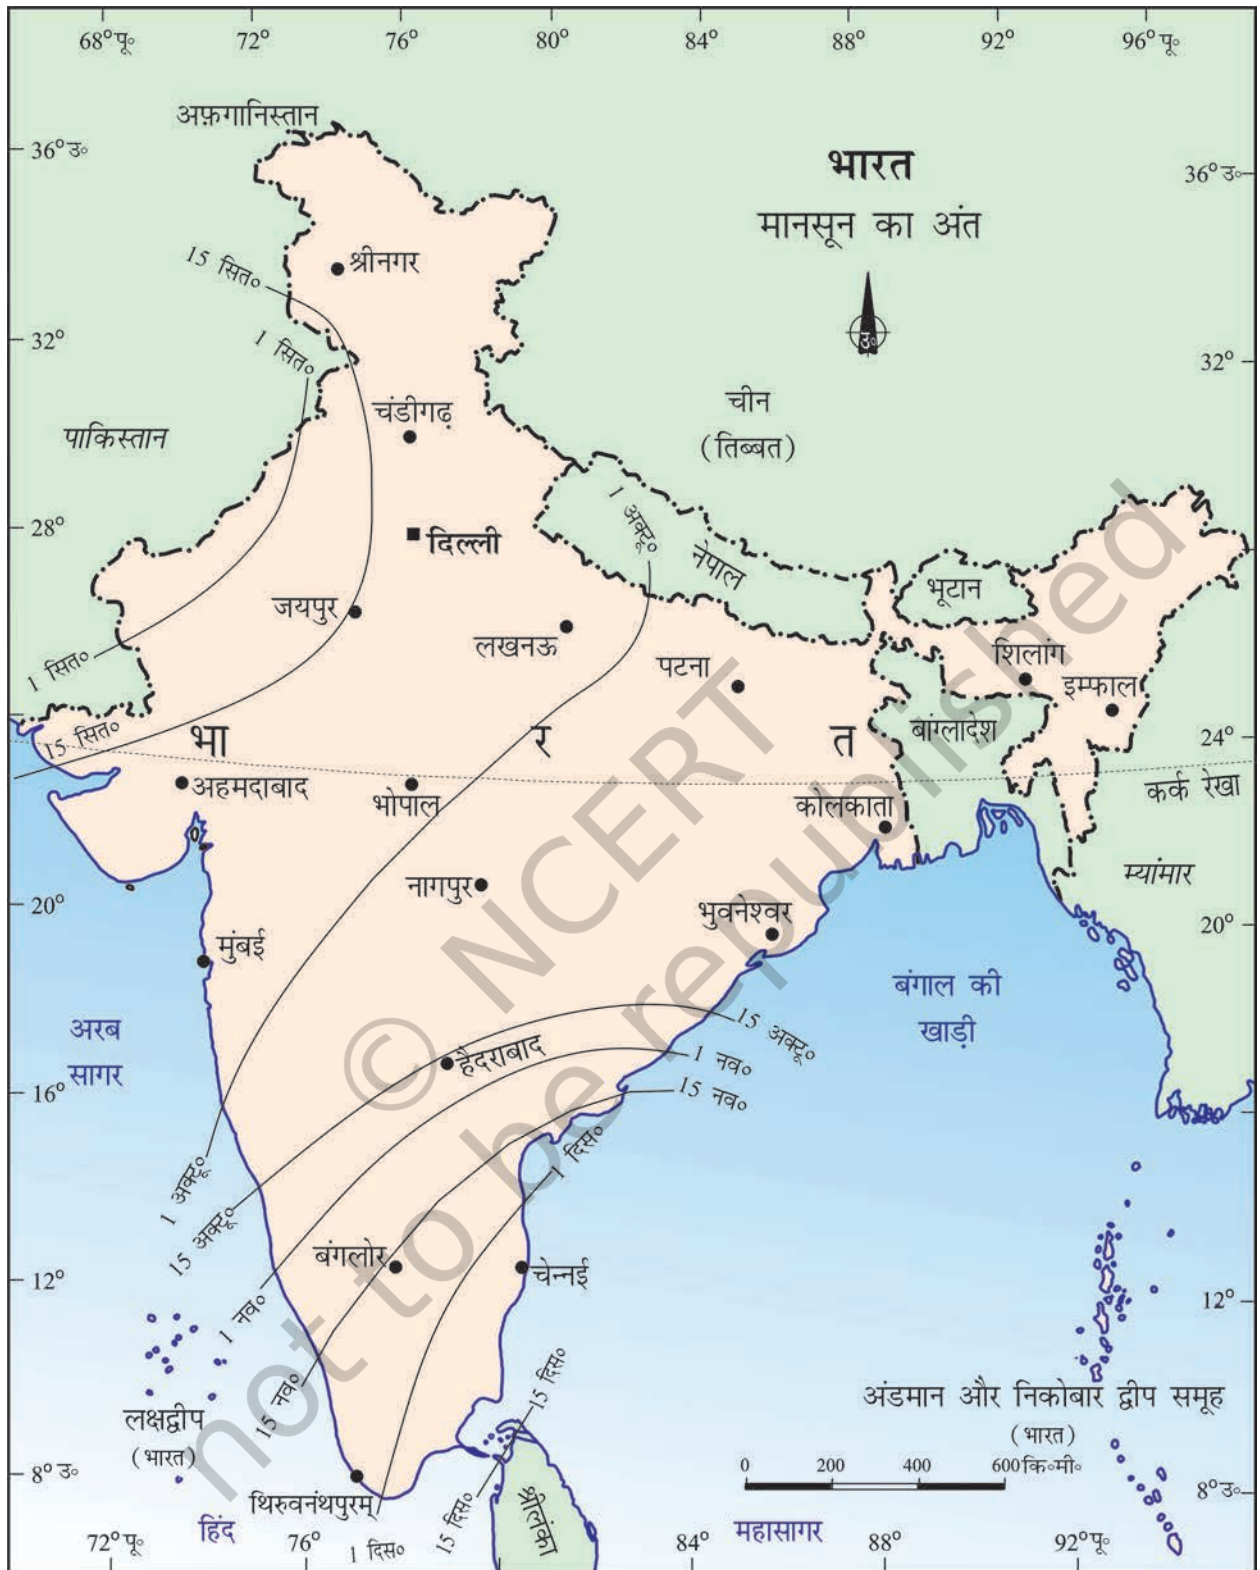 68° पू॰ 72° 76° 80° 84° 88° 92° 96° पू॰
अफ़गानिस्तान
36° उ॰
भारत
36° उ॰
मानसून का अंत
15 सित॰
श्रीनगर
उ॰
32°
1 सित॰
32°
चंडीगढ़
चीन
(तिब्बत)
पाकिस्तान
1 अक्टू॰
28°
दिल्ली
नेपाल
भूटान
जयपुर
लखनऊ
पटना
शिलांग
इम्फाल
1 सित॰
15 सित॰
भा र त
बांग्लादेश
24°
अहमदाबाद
भोपाल
कोलकाता
कर्क रेखा
नागपुर
म्यांमार
20°
भुवनेश्वर
20°
मुंबई
बंगाल की
खाड़ी
अरब
सागर
हैदराबाद
15 अक्टू॰
1 नव॰
15 नव॰
16°
1 दिस॰
1 अक्टू॰
15 अक्टू॰
बंगलोर
चेन्नई
12°
12°
1 नव॰
15 नव॰
15 दिस॰
लक्षद्वीप
(भारत)
अंडमान और निकोबार द्वीप समूह
(भारत)
0 200 400 600 कि॰मी॰
8° उ॰
8° उ॰
थिरुवनंथपुरम्
हिंद
महासागर
श्रीलंका
15 दिस॰
1 दिस॰
72° पू॰ 76° 84° 88° 92° पू॰
© NCERT
not to be republished